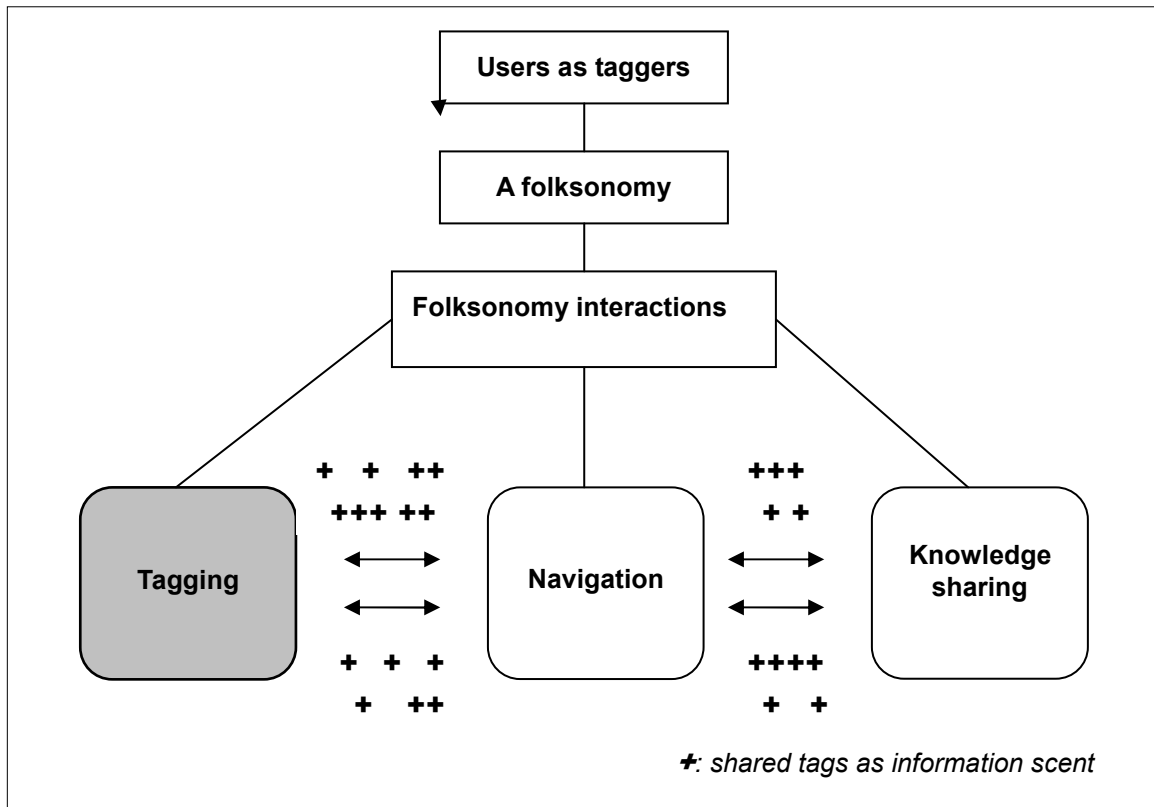 Users as taggers
A folksonomy
Folksonomy interactions
+ + ++ +++
+++ ++ + +
Tagging
Navigation
Knowledge
sharing
+ + + ++++
+ ++ + +
+: shared tags as information scent